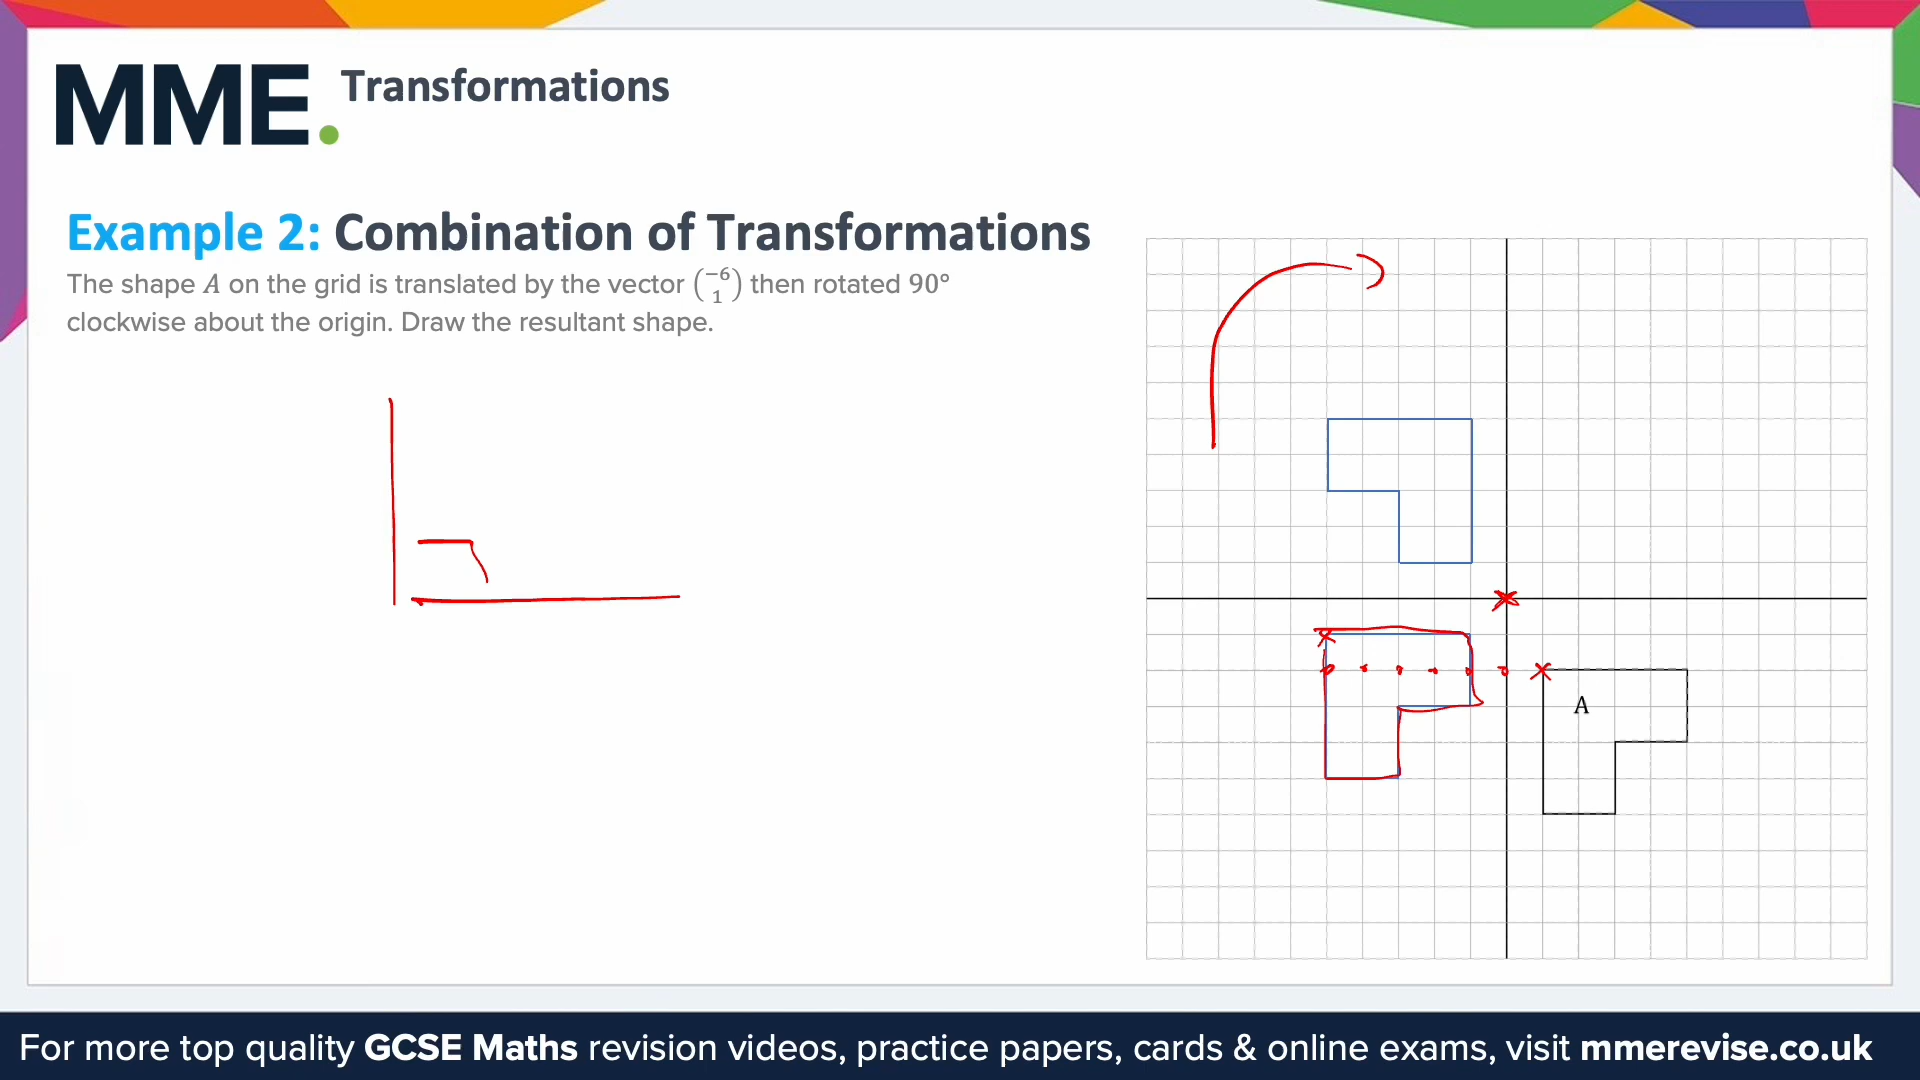 MME.
Transformations
Example 2: Combination of Transformations
The shape A on the grid is translated by the vector (−6 1) then rotated 90°
clockwise about the origin. Draw the resultant shape.
A
For more top quality GCSE Maths revision videos, practice papers, cards & online exams, visit mmerevise.co.uk